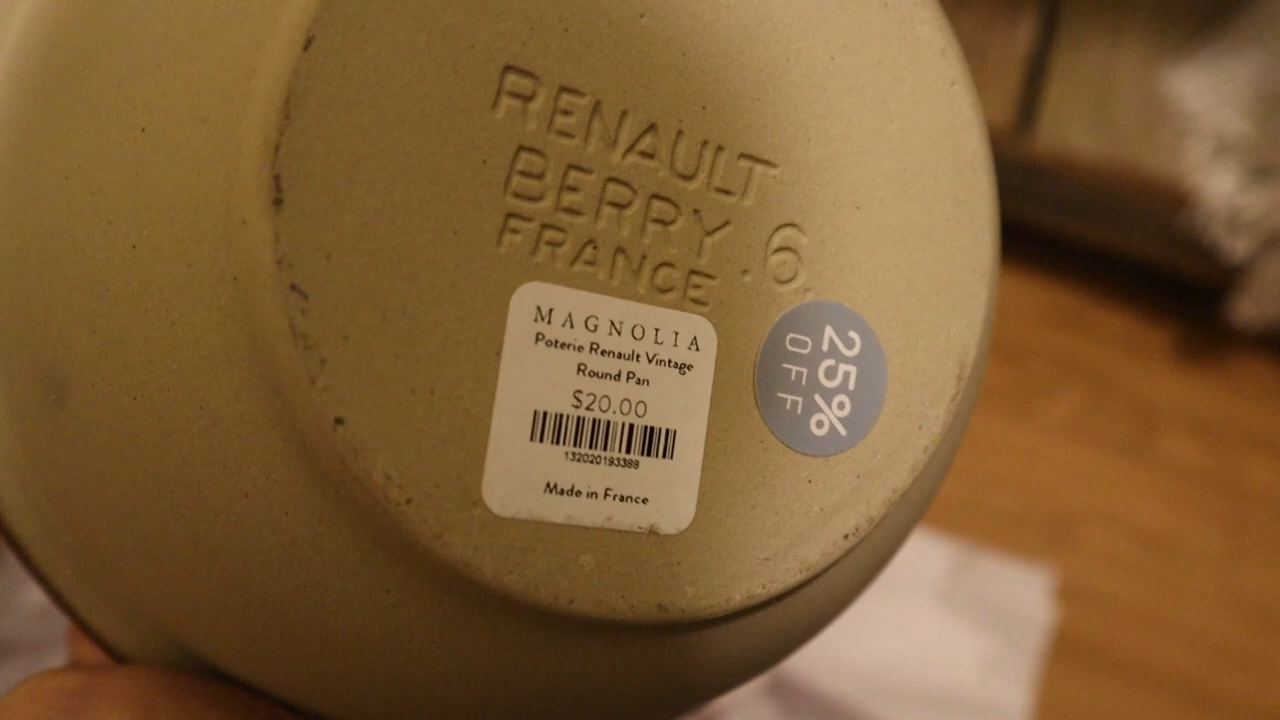 RENAULT
BERRY .6
FRANCE
MAGNOLIA
Poterie Renault Vintage
Round Pan
$20.00
132020193388
Made in France
25%
OFF